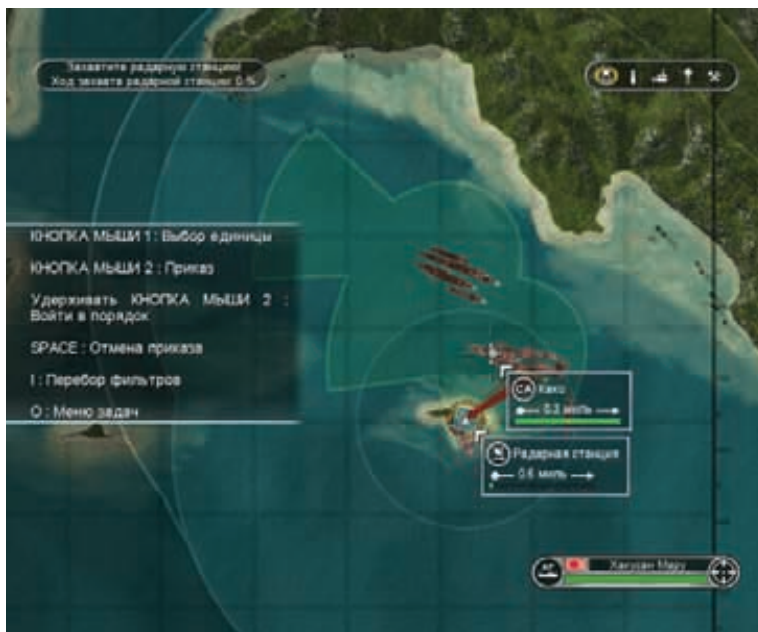 Захватите радарную станцию!
Ход захвата радарной станции: 0 %
КНОПКА МЫШИ 1 : Выбор единицы
КНОПКА МЫШИ 2 : Приказ
Удерживать КНОПКА МЫШИ 2 :
Войти в порядок
SPACE : Отмена приказа
I : Перебор фильтров
O : Меню задач
CA Како
0.3 миль
Радарная станция
0.6 миль
Хакусан Мару